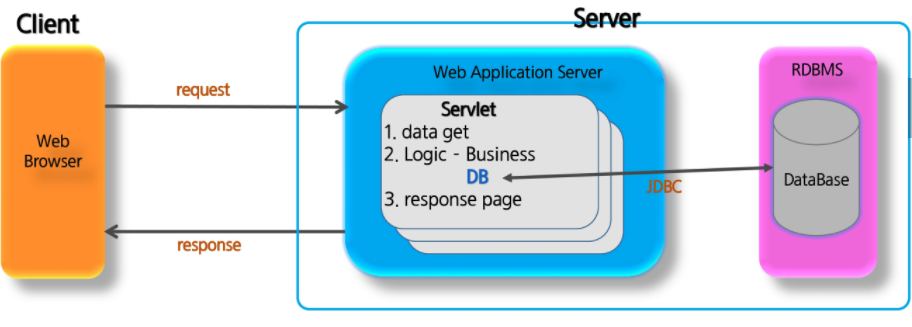 Client
Server
Web
Browser
request
response
Web Application Server
Servlet
1. data get
2. Logic - Business
DB
3. response page
JDBC
RDBMS
DataBase